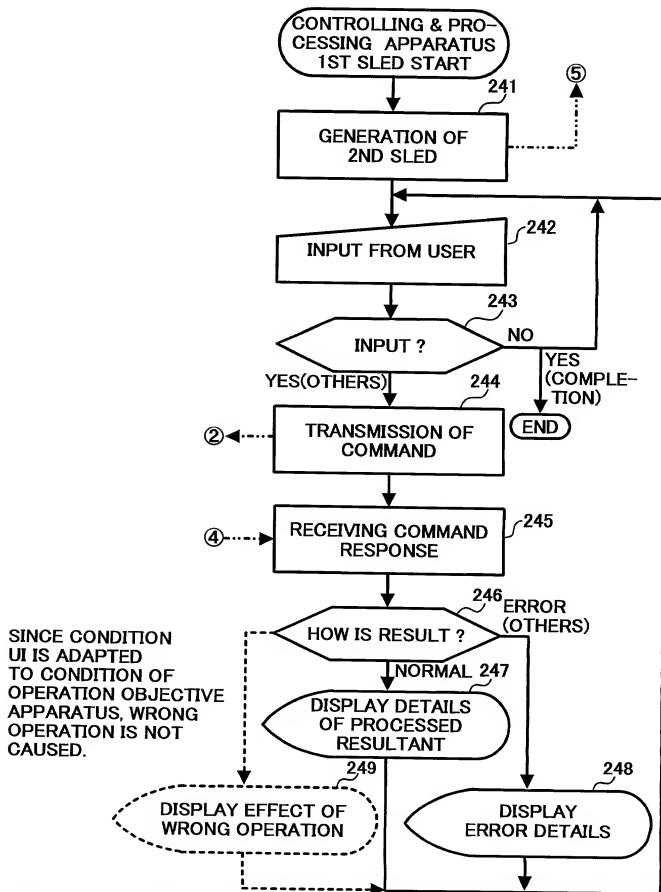 CONTROLLING & PRO-
CESSING APPARATUS
1ST SLED START
⑤
241
GENERATION OF
2ND SLED
242
INPUT FROM USER
243
INPUT ?
NO
YES
(COMPLE-
TION)
YES(OTHERS)
244
END
②
TRANSMISSION OF
COMMAND
④
RECEIVING COMMAND
RESPONSE
245
246
ERROR
(OTHERS)
HOW IS RESULT ?
SINCE CONDITION
UI IS ADAPTED
TO CONDITION OF
OPERATION OBJECTIVE
APPARATUS, WRONG
OPERATION IS NOT
CAUSED.
NORMAL
247
DISPLAY DETAILS
OF PROCESSED
RESULTANT
249
DISPLAY EFFECT OF
WRONG OPERATION
248
DISPLAY
ERROR DETAILS